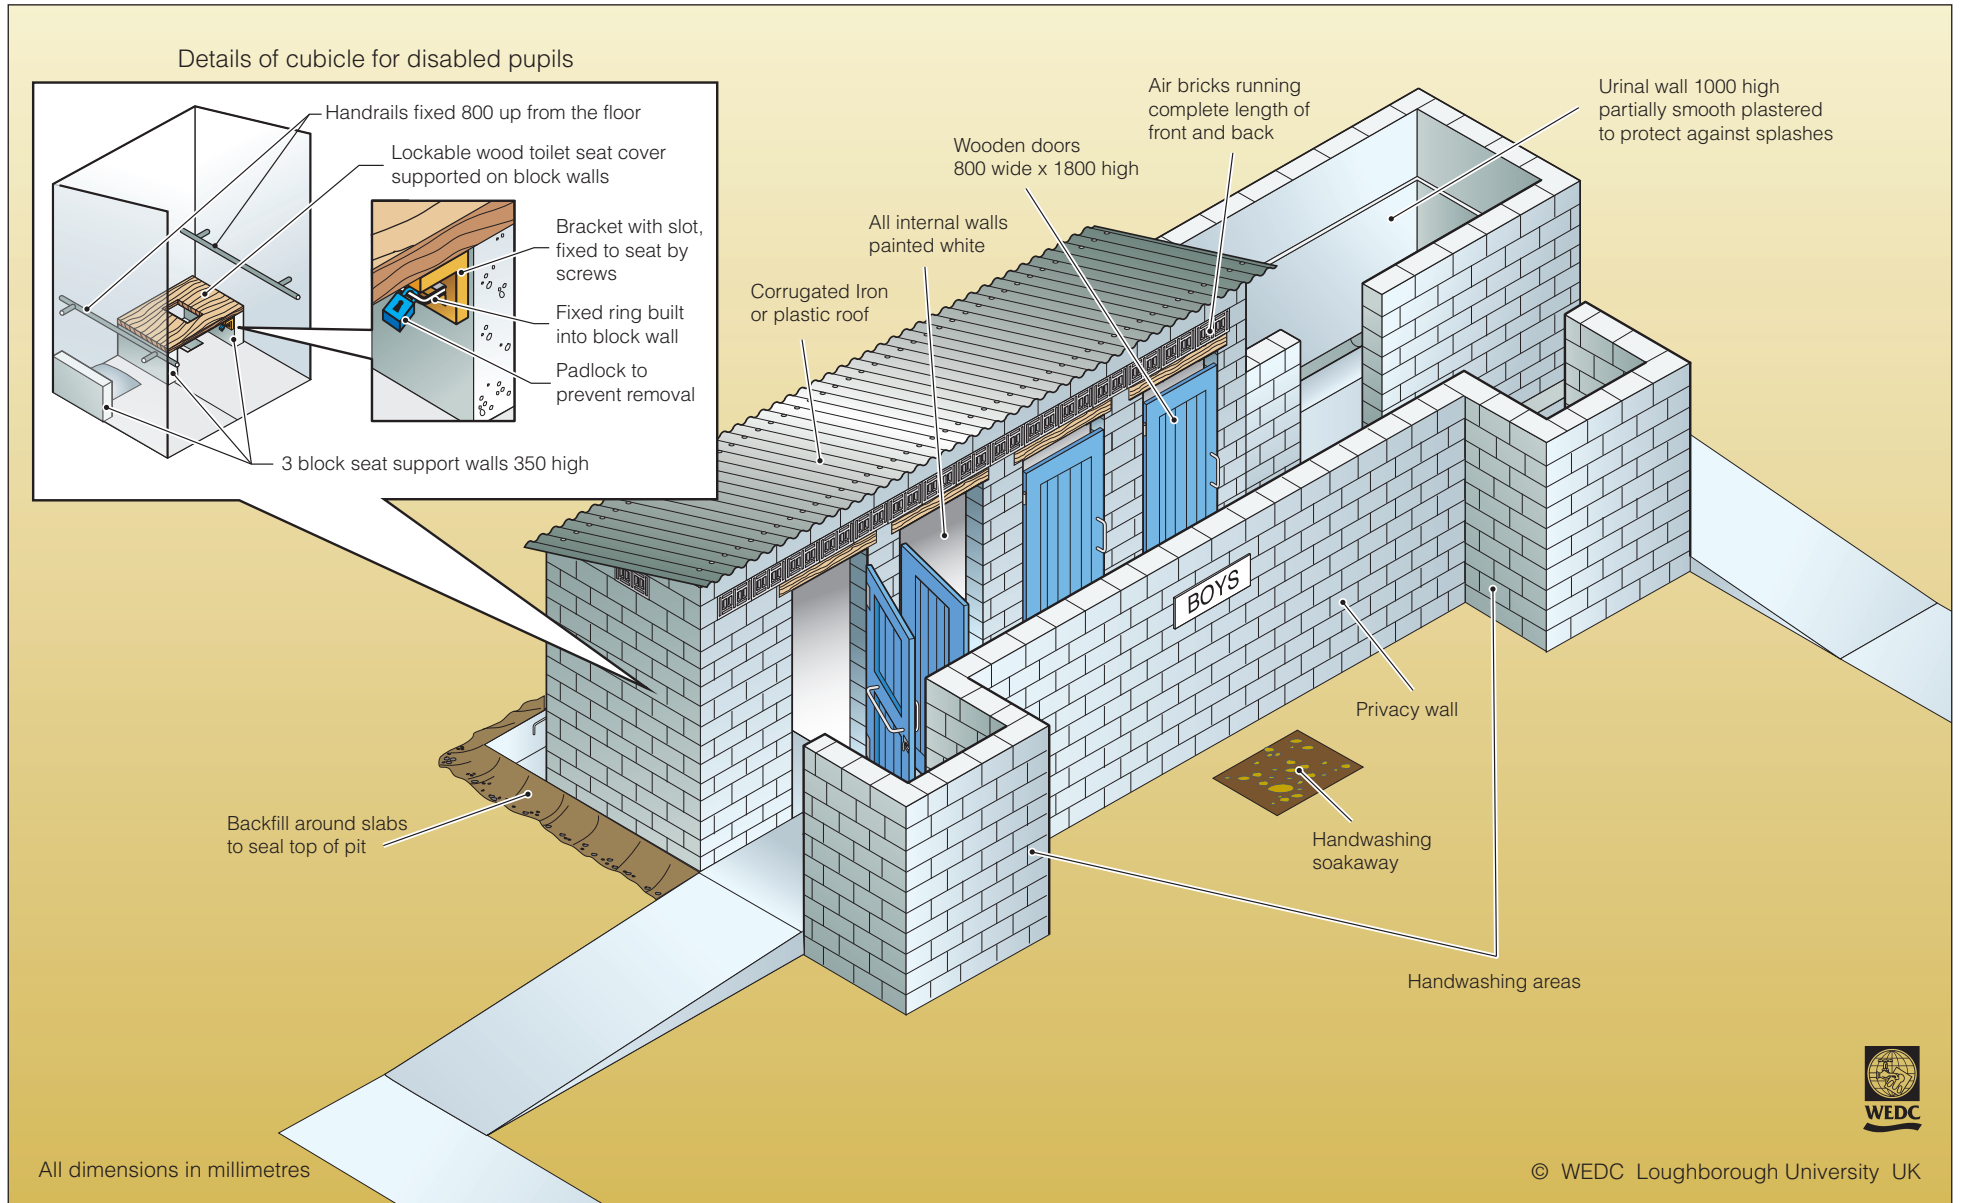 Details of cubicle for disabled pupils
Handrails fixed 800 up from the floor
Lockable wood toilet seat cover
supported on block walls
Bracket with slot,
fixed to seat by
screws
Fixed ring built
into block wall
Padlock to
prevent removal
3 block seat support walls 350 high
Air bricks running
complete length of
front and back
Urinal wall 1000 high
partially smooth plastered
to protect against splashes
Wooden doors
800 wide x 1800 high
All internal walls
painted white
Corrugated Iron
or plastic roof
BOYS
Privacy wall
Backfill around slabs
to seal top of pit
Handwashing
soakaway
Handwashing areas
WEDC
All dimensions in millimetres
© WEDC Loughborough University UK